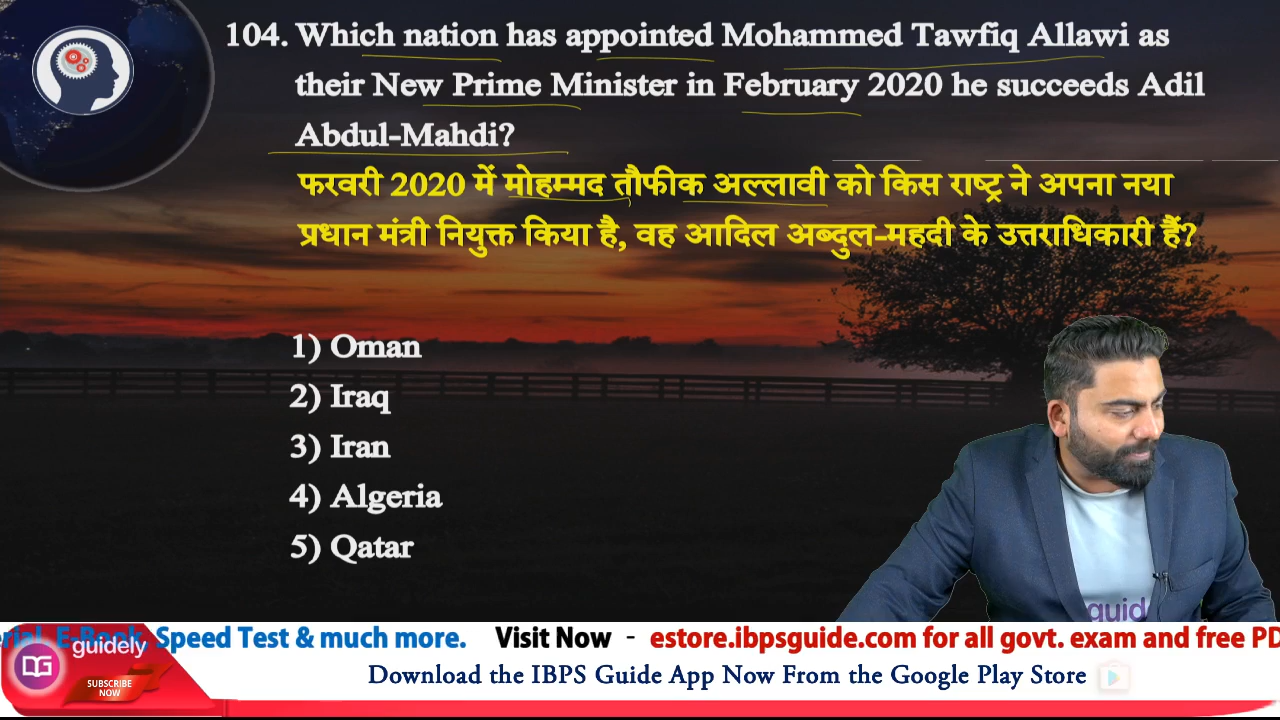 104. Which nation has appointed Mohammed Tawfiq Allawi as
their New Prime Minister in February 2020 he succeeds Adil
Abdul-Mahdi?
फरवरी 2020 में मोहम्मद तौफीक अल्लावी को किस राष्ट्र ने अपना नया
प्रधान मंत्री नियुक्त किया है, वह आदिल अब्दुल-महदी के उत्तराधिकारी हैं?
1) Oman
2) Iraq
3) Iran
4) Algeria
5) Qatar
guid
E-Book, Speed Test & much more. Visit Now - estore.ibpsguide.com for all govt. exam and free PD
guidely
SUBSCRIBE
NOW
Download the IBPS Guide App Now From the Google Play Store